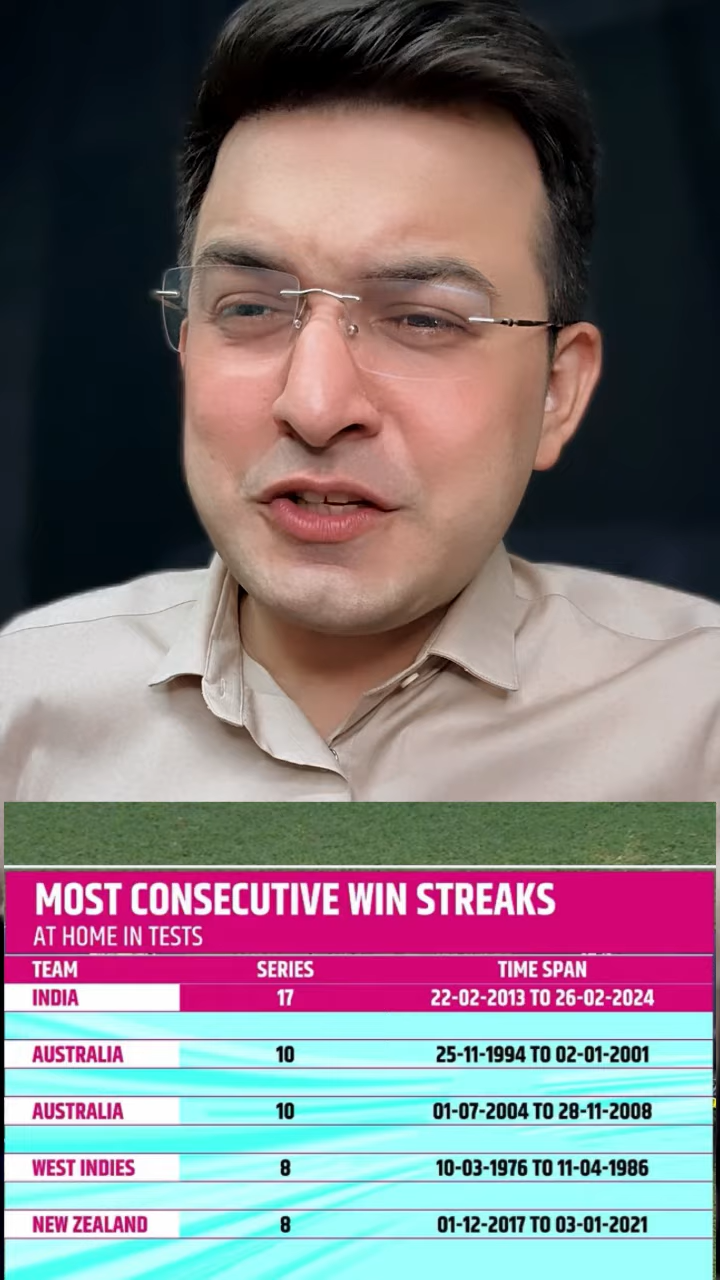 MOST CONSECUTIVE WIN STREAKS
AT HOME IN TESTS
TEAM SERIES TIME SPAN
INDIA 17 22-02-2013 TO 26-02-2024
AUSTRALIA 10 25-11-1994 TO 02-01-2001
AUSTRALIA 10 01-07-2004 TO 28-11-2008
WEST INDIES 8 10-03-1976 TO 11-04-1986
NEW ZEALAND 8 01-12-2017 TO 03-01-2021